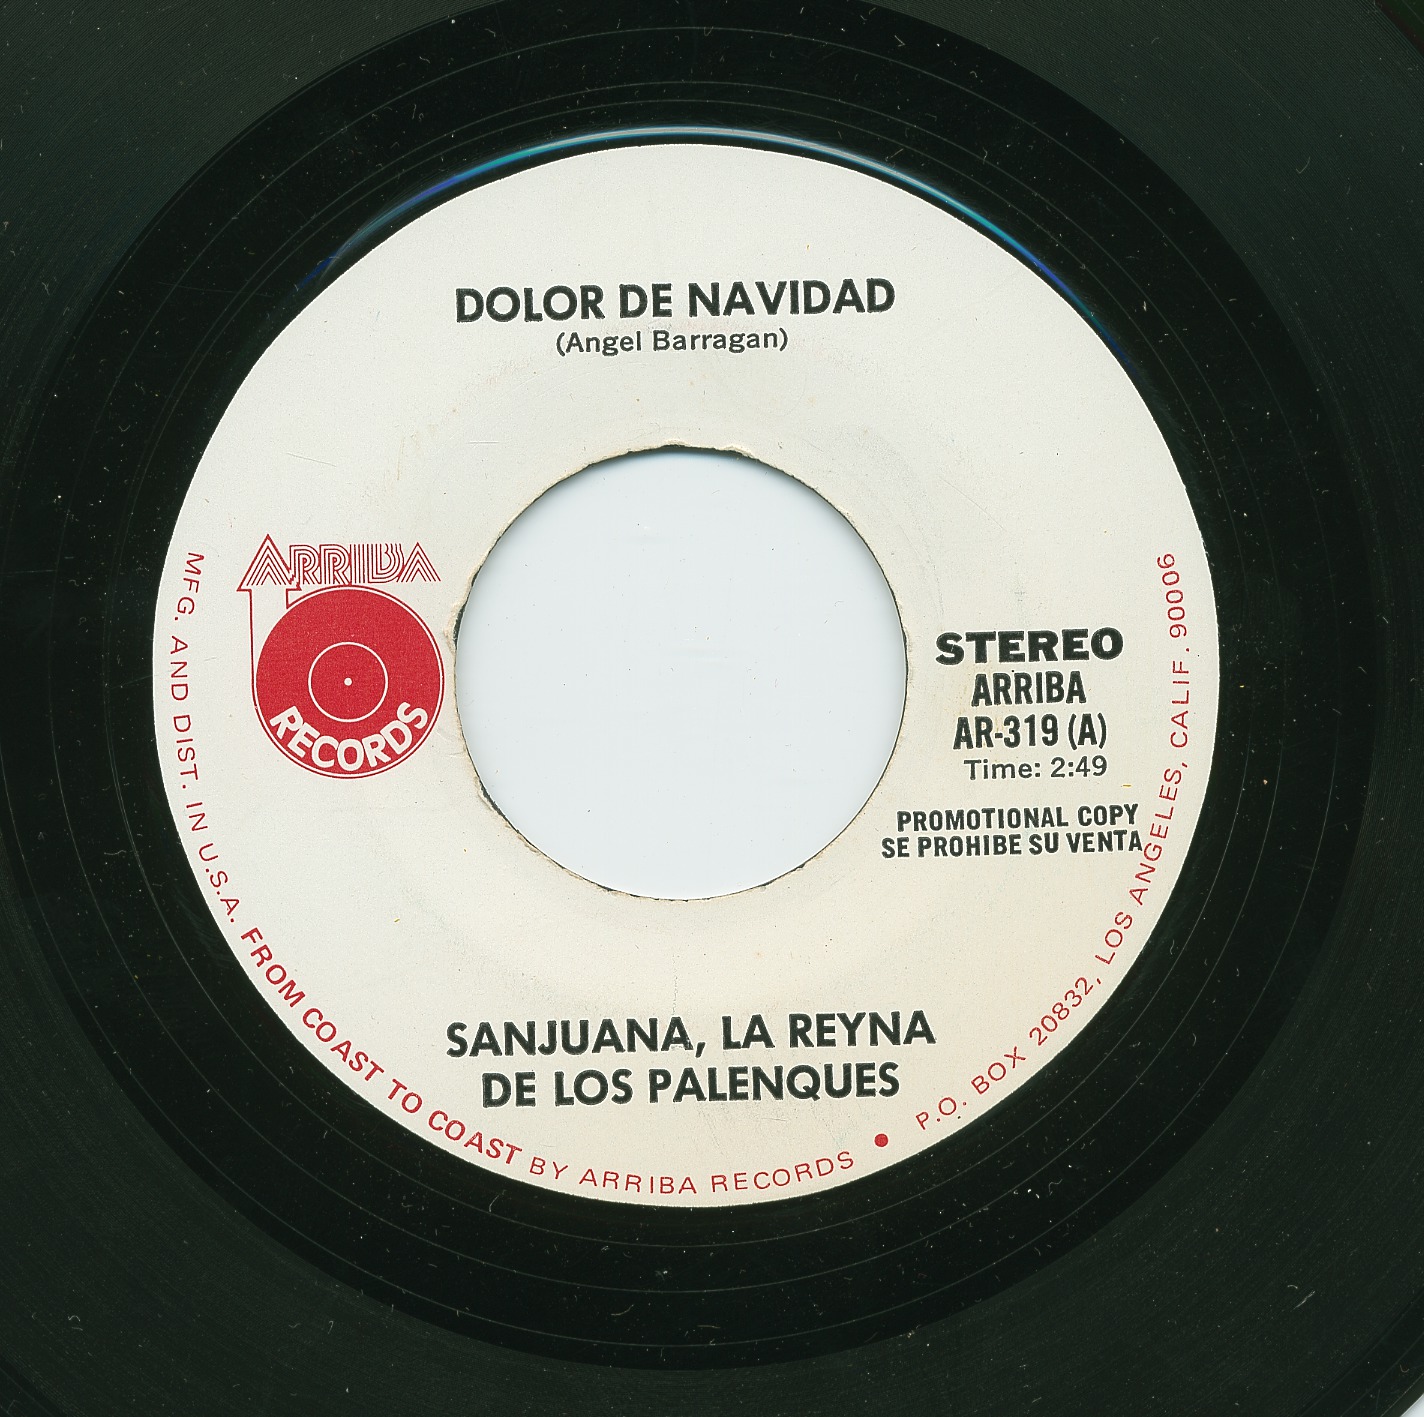 DOLOR DE NAVIDAD
(Angel Barragan)
ARRIBA
RECORDS
STEREO
ARRIBA
AR-319 (A)
Time: 2:49
PROMOTIONAL COPY
SE PROHIBE SU VENTA
SANJUANA, LA REYNA
DE LOS PALENQUES
MFG. AND DIST. IN U.S.A. FROM COAST TO COAST BY ARRIBA RECORDS • P.O. BOX 20832, LOS ANGELES, CALIF. 90006